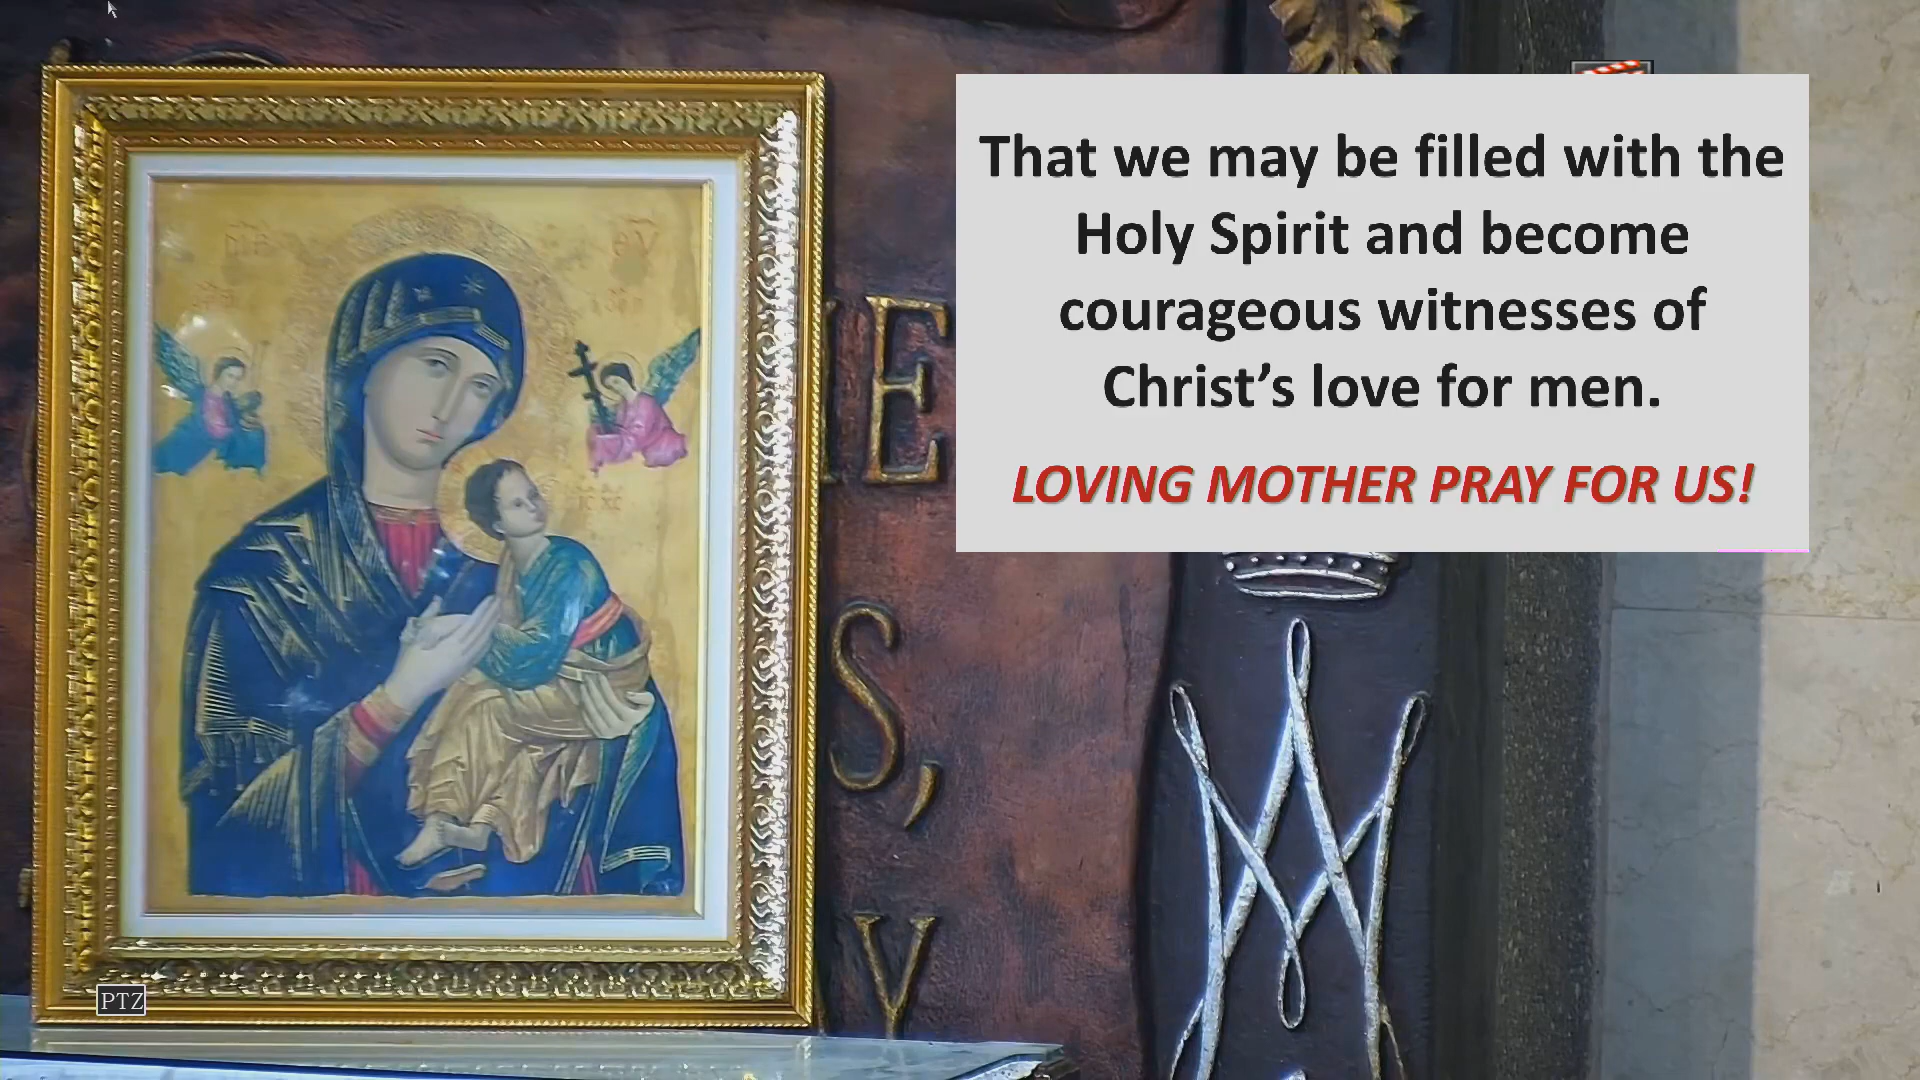 That we may be filled with the
Holy Spirit and become
courageous witnesses of
Christ’s love for men.
LOVING MOTHER PRAY FOR US!
E
S,
Y
PTZ